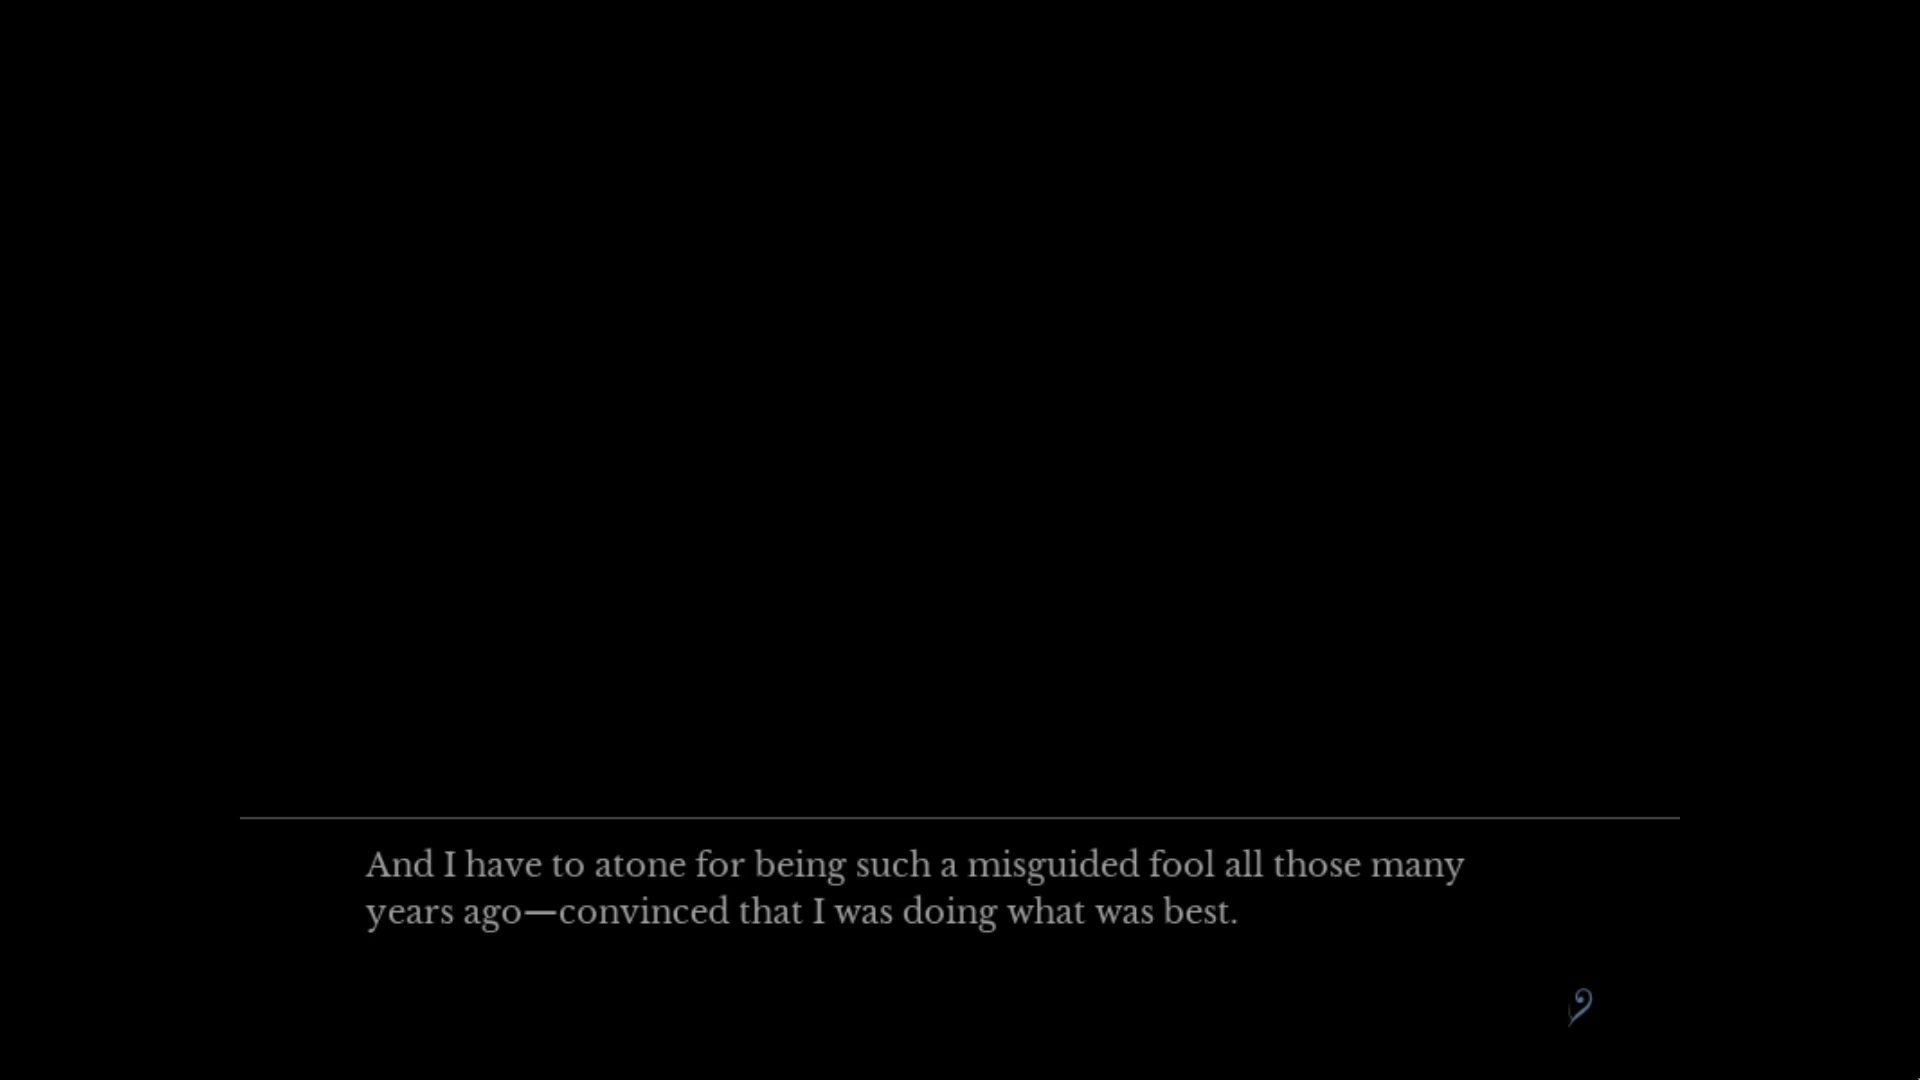 And I have to atone for being such a misguided fool all those many
years ago—convinced that I was doing what was best.